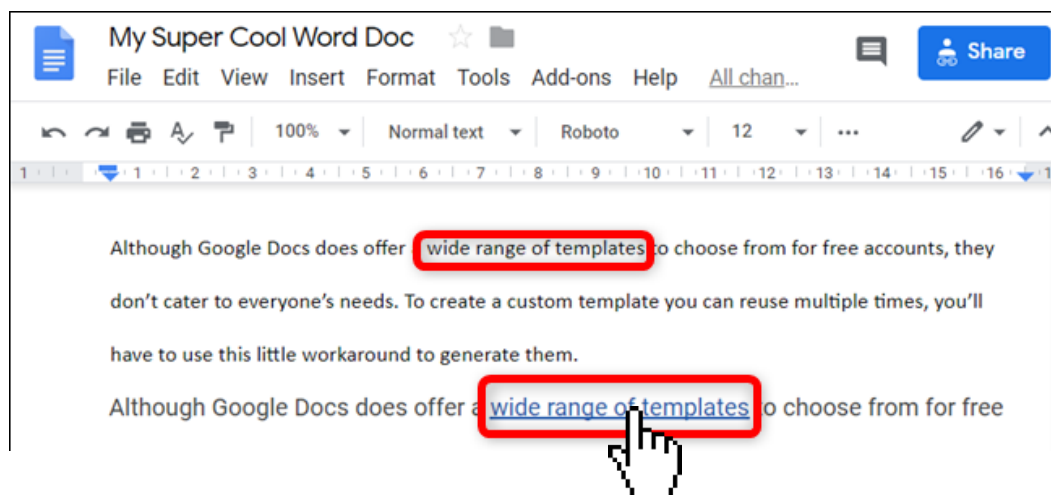 My Super Cool Word Doc
File Edit View Insert Format Tools Add-ons Help All chan...
Share
100% Normal text Roboto 12 ...
1 1 2 3 4 5 6 7 8 9 10 11 12 13 14 15 16 1
Although Google Docs does offer a wide range of templates to choose from for free accounts, they
don’t cater to everyone’s needs. To create a custom template you can reuse multiple times, you’ll
have to use this little workaround to generate them.
Although Google Docs does offer a wide range of templates to choose from for free